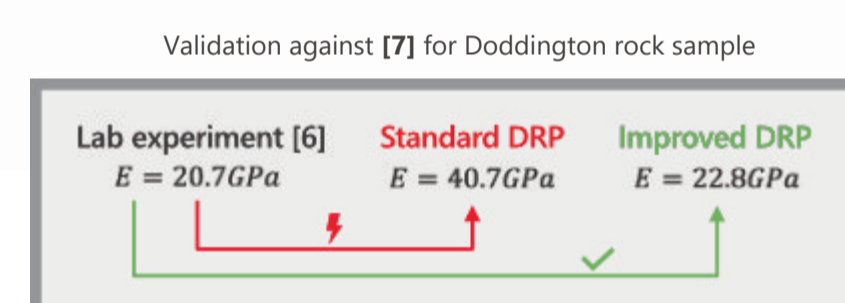 Validation against [7] for Doddington rock sample
Lab experiment [6] Standard DRP Improved DRP
E = 20.7GPa E = 40.7GPa E = 22.8GPa